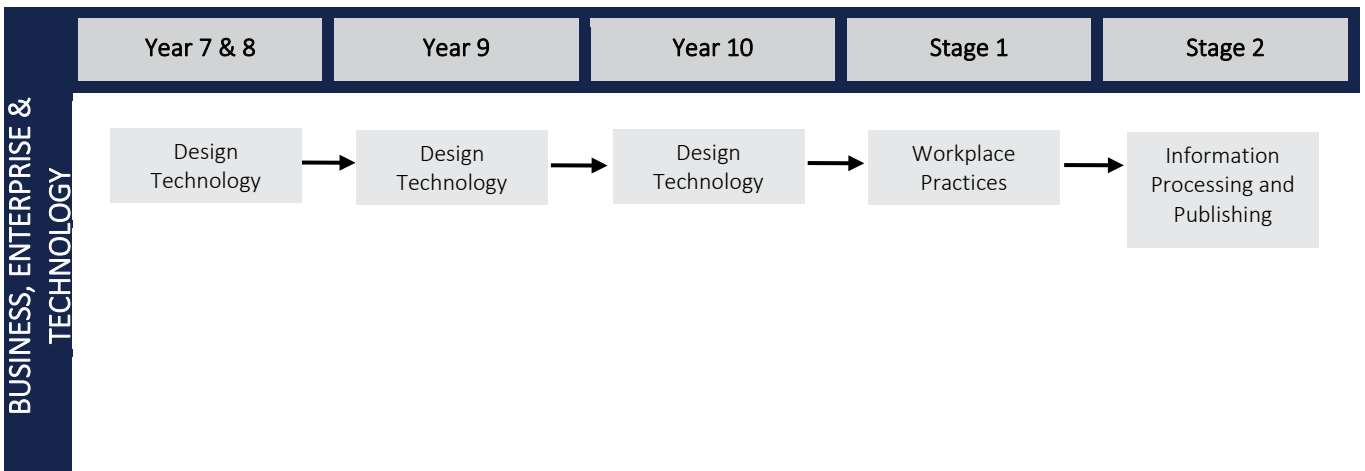 Year 7 & 8
Year 9
Year 10
Stage 1
Stage 2
BUSINESS, ENTERPRISE &
TECHNOLOGY
Design
Technology
Design
Technology
Design
Technology
Workplace
Practices
Information
Processing and
Publishing